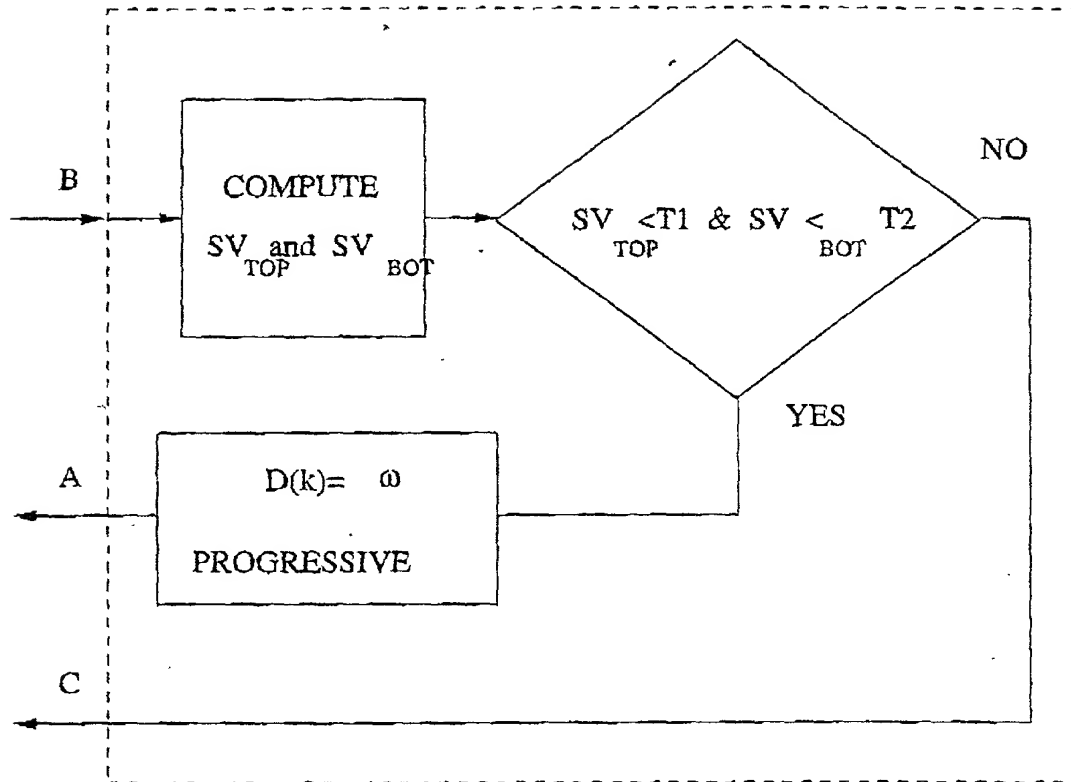 B
COMPUTE
SV TOP and SV BOT
SV TOP <T1 & SV < BOT T2
NO
YES
A
D(k)= ω
PROGRESSIVE
C